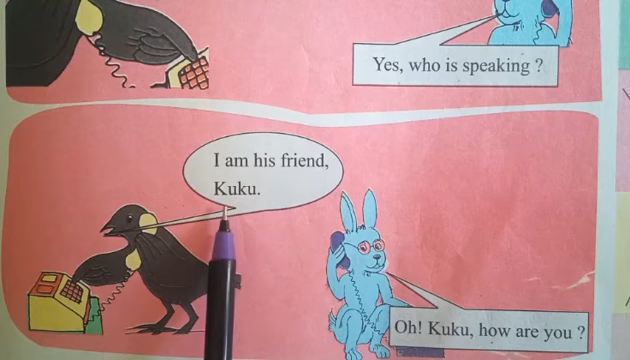 Yes, who is speaking ?
I am his friend,
Kuku.
Oh! Kuku, how are you ?